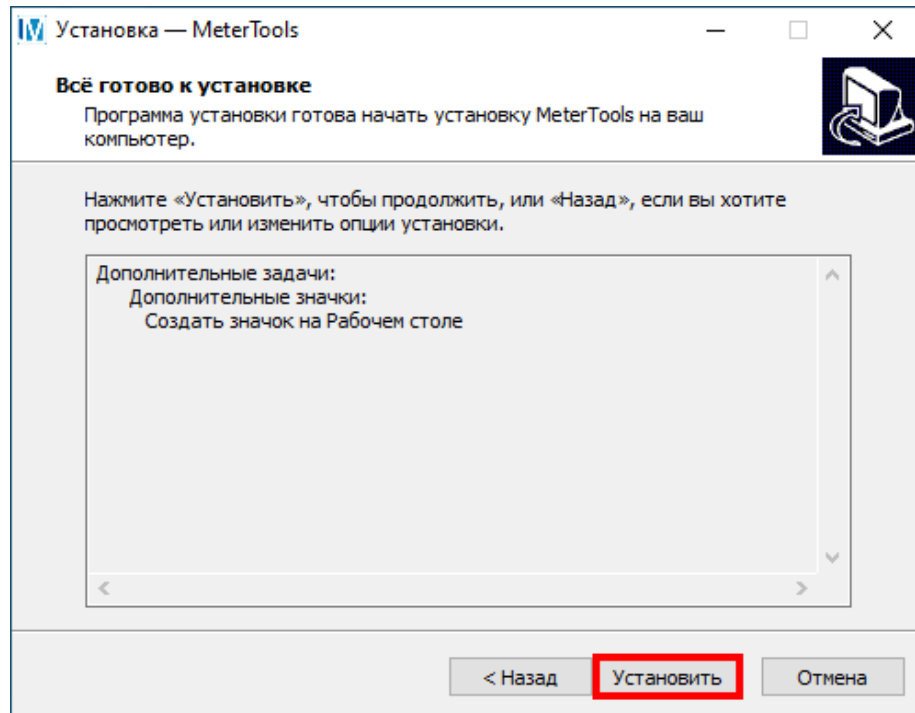 Установка — MeterTools
Всё готово к установке
Программа установки готова начать установку MeterTools на ваш
компьютер.
Нажмите «Установить», чтобы продолжить, или «Назад», если вы хотите
просмотреть или изменить опции установки.
Дополнительные задачи:
Дополнительные значки:
Создать значок на Рабочем столе
< Назад
Установить
Отмена